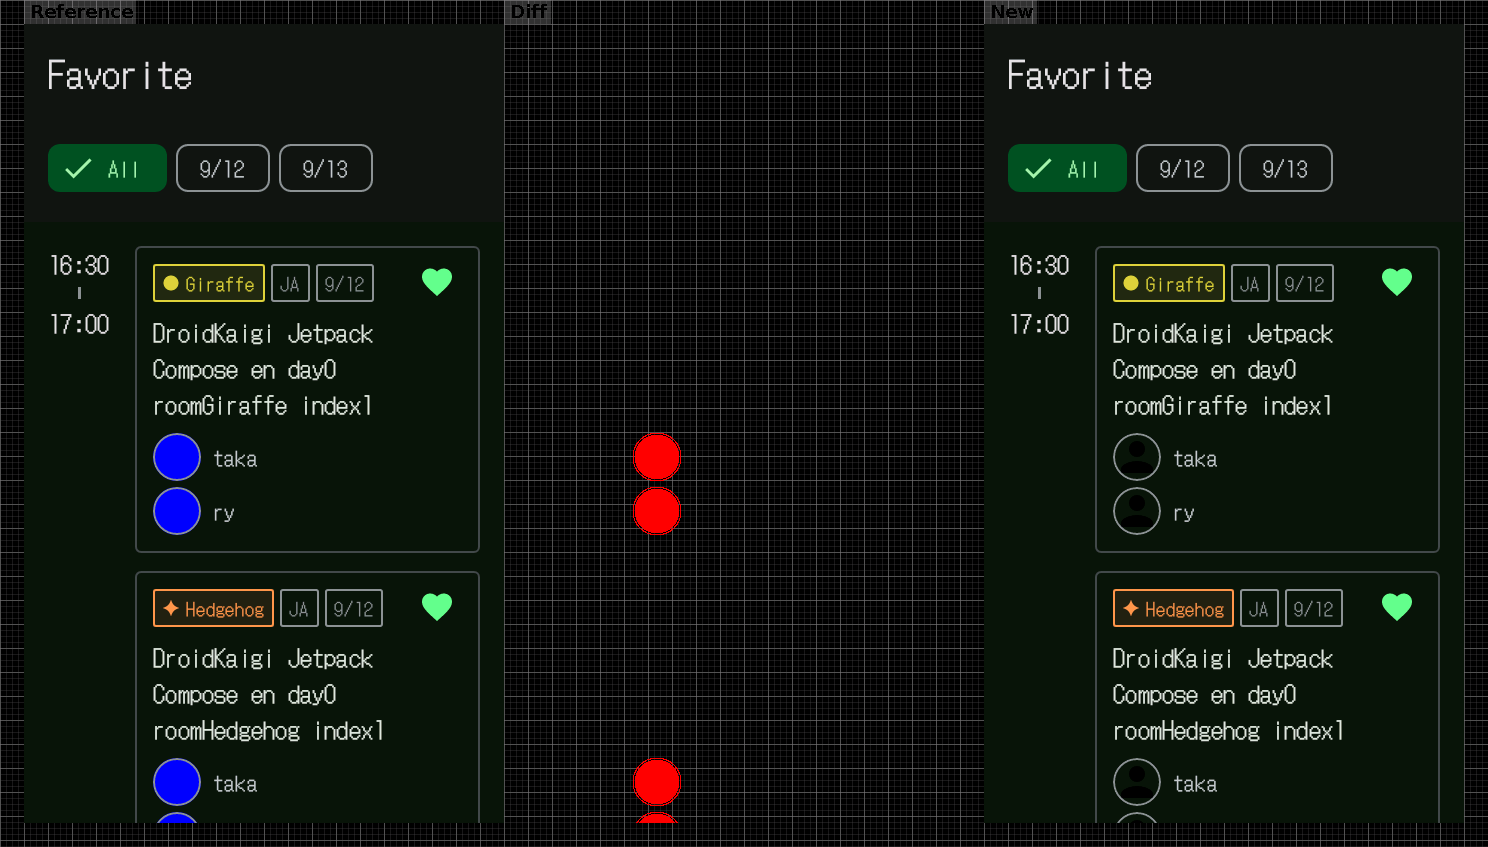 Reference
Diff
New
Favorite
All
9/12
9/13
16:30
17:00
Giraffe
JA
9/12
DroidKaigi Jetpack
Compose en day0
roomGiraffe index1
taka
ry
Hedgehog
JA
9/12
DroidKaigi Jetpack
Compose en day0
roomHedgehog index1
taka
Favorite
All
9/12
9/13
16:30
17:00
Giraffe
JA
9/12
DroidKaigi Jetpack
Compose en day0
roomGiraffe index1
taka
ry
Hedgehog
JA
9/12
DroidKaigi Jetpack
Compose en day0
roomHedgehog index1
taka